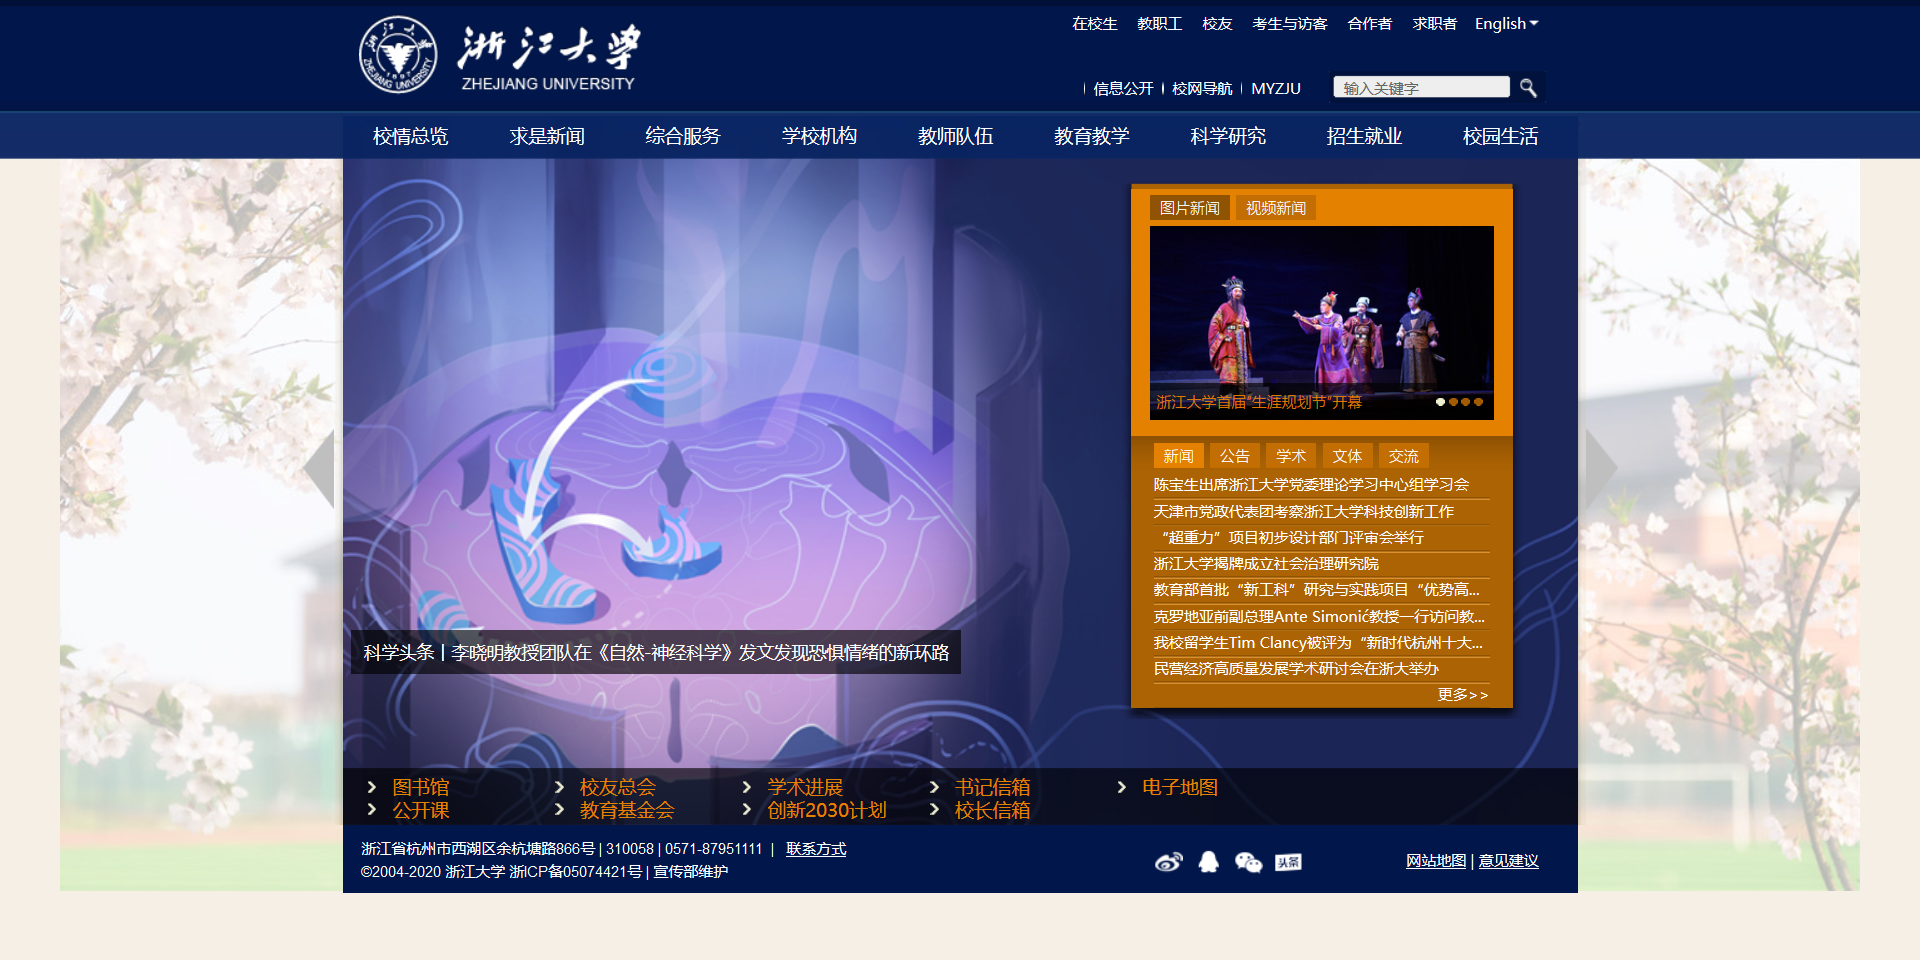 浙江大学
ZHEJIANG UNIVERSITY
在校生 教职工 校友 考生与访客 合作者 求职者 English
信息公开 校网导航 MYZJU 输入关键字
校情总览 求是新闻 综合服务 学校机构 教师队伍 教育教学 科学研究 招生就业 校园生活
图片新闻 视频新闻
浙江大学首届“生涯规划节”开幕
新闻 公告 学术 文体 交流
陈宝生出席浙江大学党委理论学习中心组学习会
天津市党政代表团考察浙江大学科技创新工作
“超重力”项目初步设计部门评审会举行
浙江大学揭牌成立社会治理研究院
教育部首批“新工科”研究与实践项目“优势高...
克罗地亚前副总理Ante Simonić教授一行访问教...
我校留学生Tim Clancy被评为“新时代杭州十大...
民营经济高质量发展学术研讨会在浙大举办
更多>>
科学头条丨李晓明教授团队在《自然-神经科学》发文发现恐惧情绪的新环路
图书馆 校友总会 学术进展 书记信箱 电子地图
公开课 教育基金会 创新2030计划 校长信箱
浙江省杭州市西湖区余杭塘路866号 | 310058 | 0571-87951111 | 联系方式
©2004-2020 浙江大学 浙ICP备05074421号 | 宣传部维护
头条
网站地图 | 意见建议